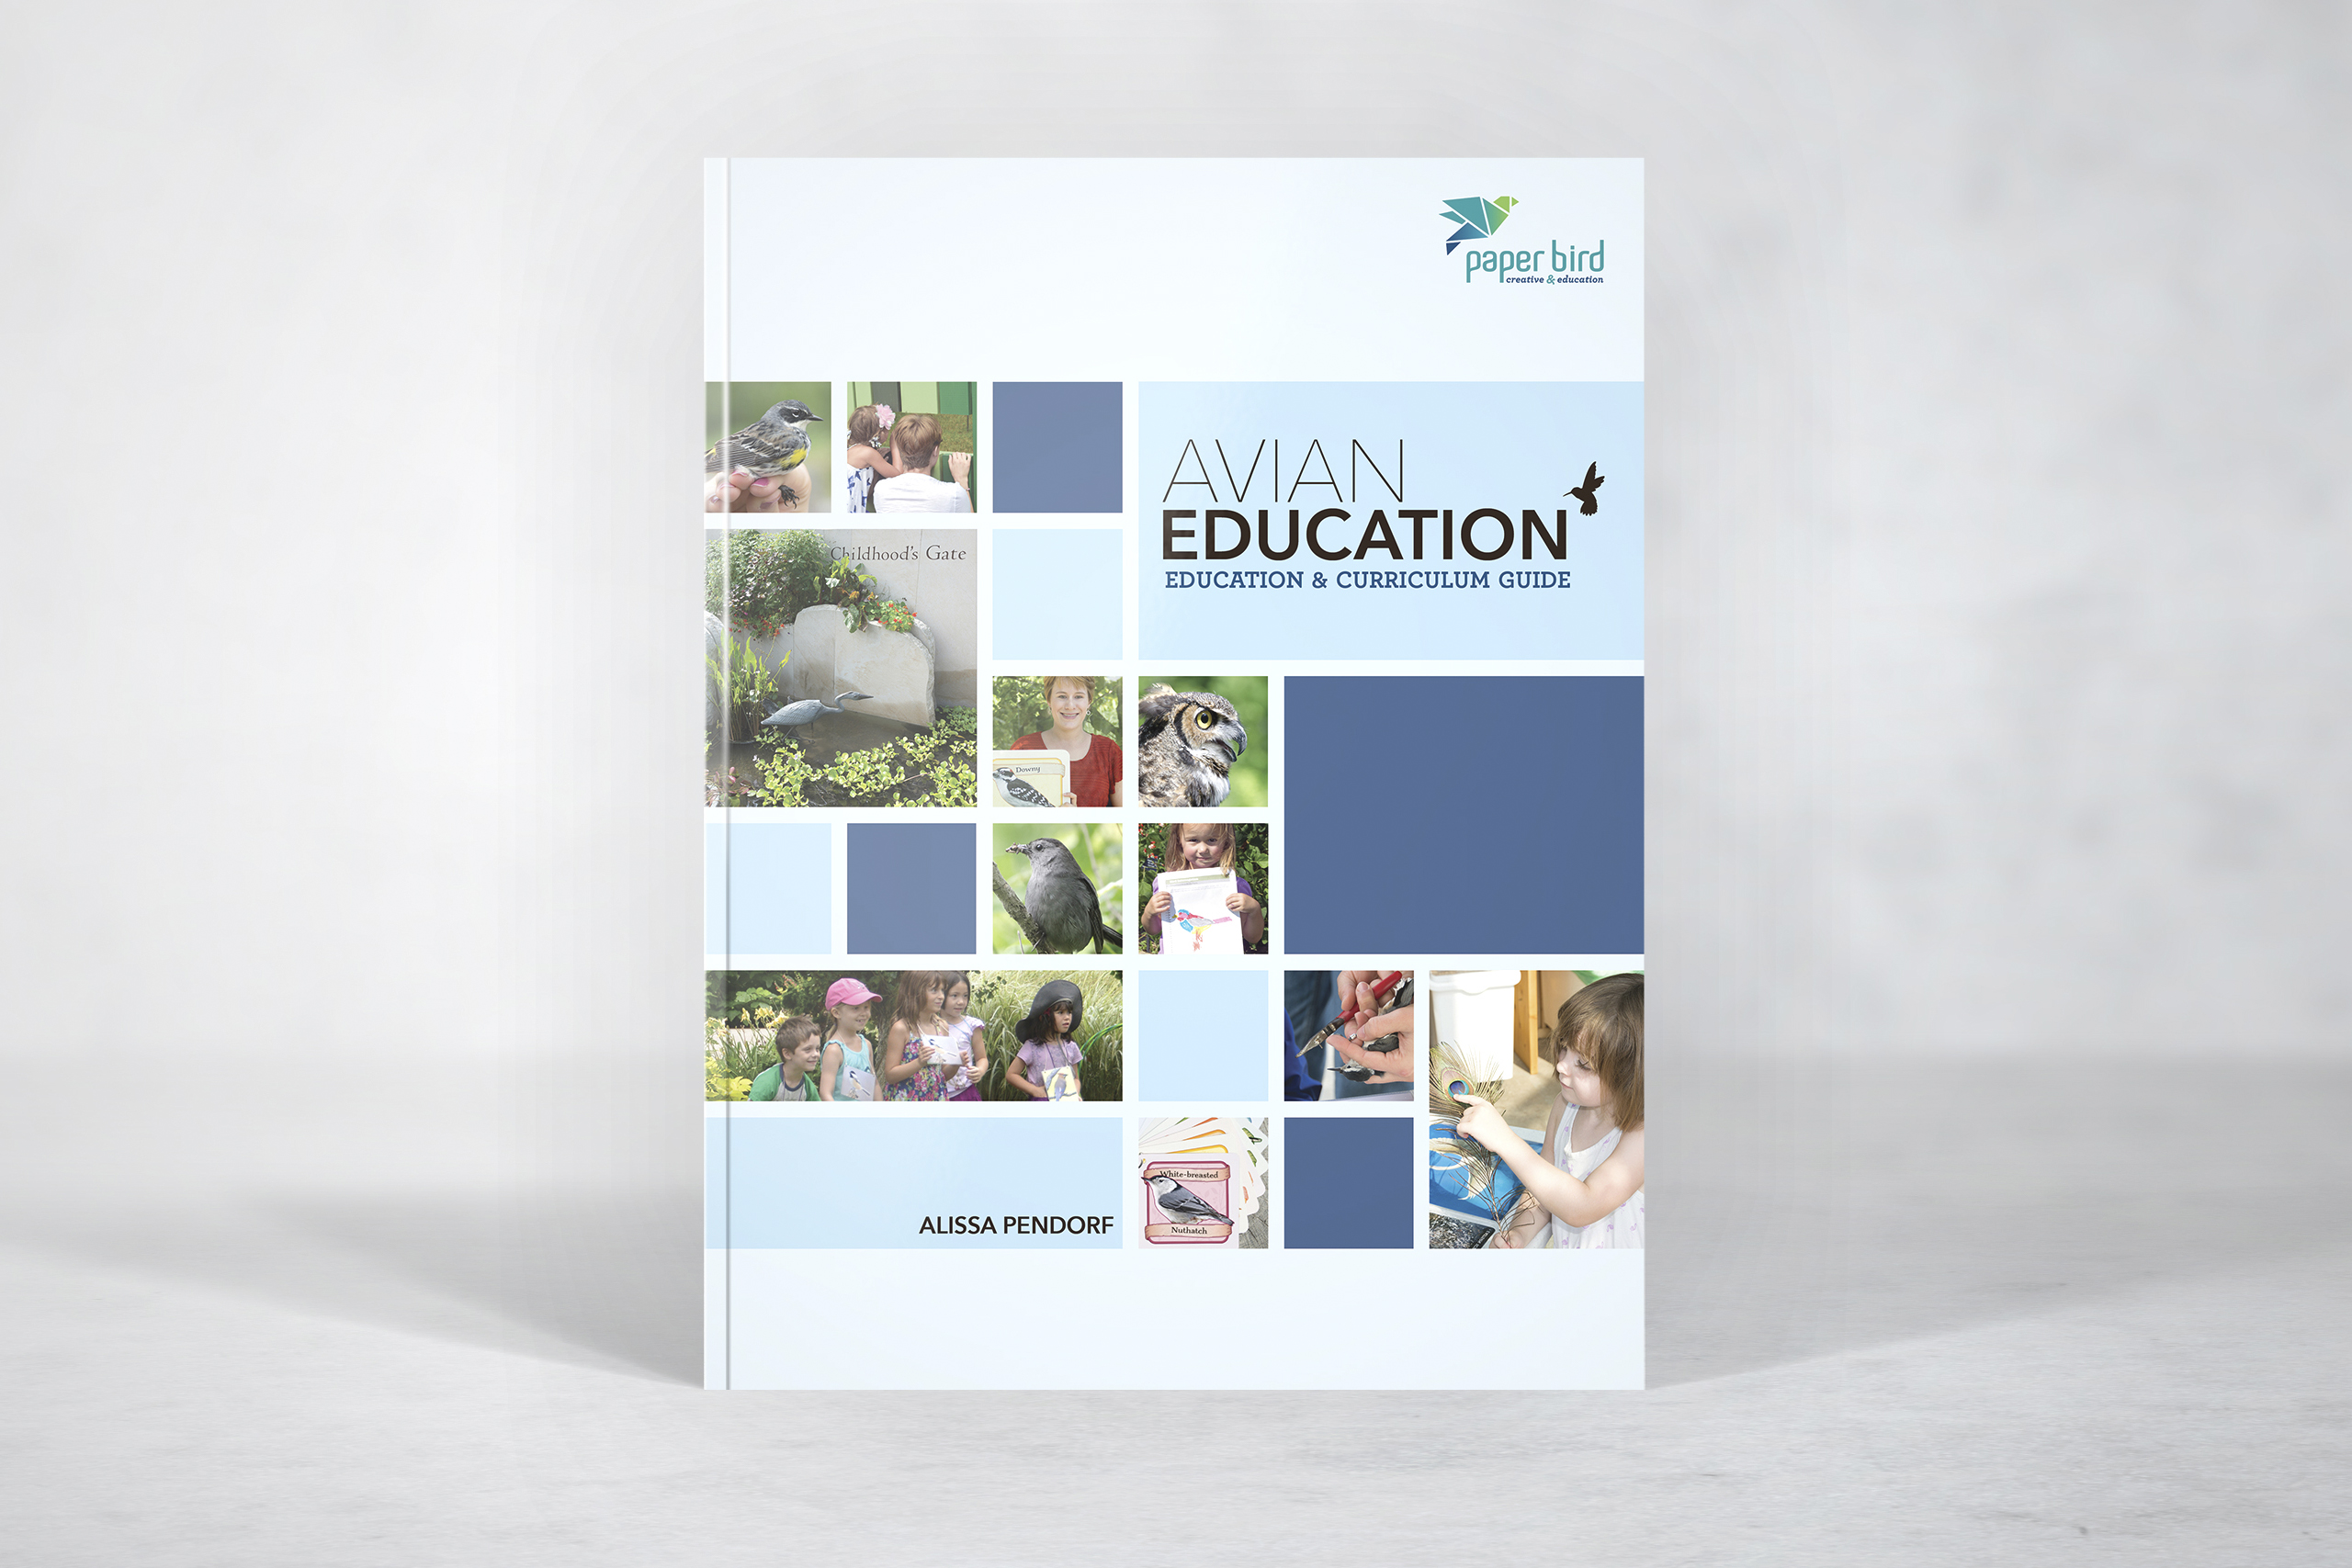 paper bird
creative & education
AVIAN
EDUCATION
EDUCATION & CURRICULUM GUIDE
Childhood's Gate
Downy
White-breasted
Nuthatch
ALISSA PENDORF